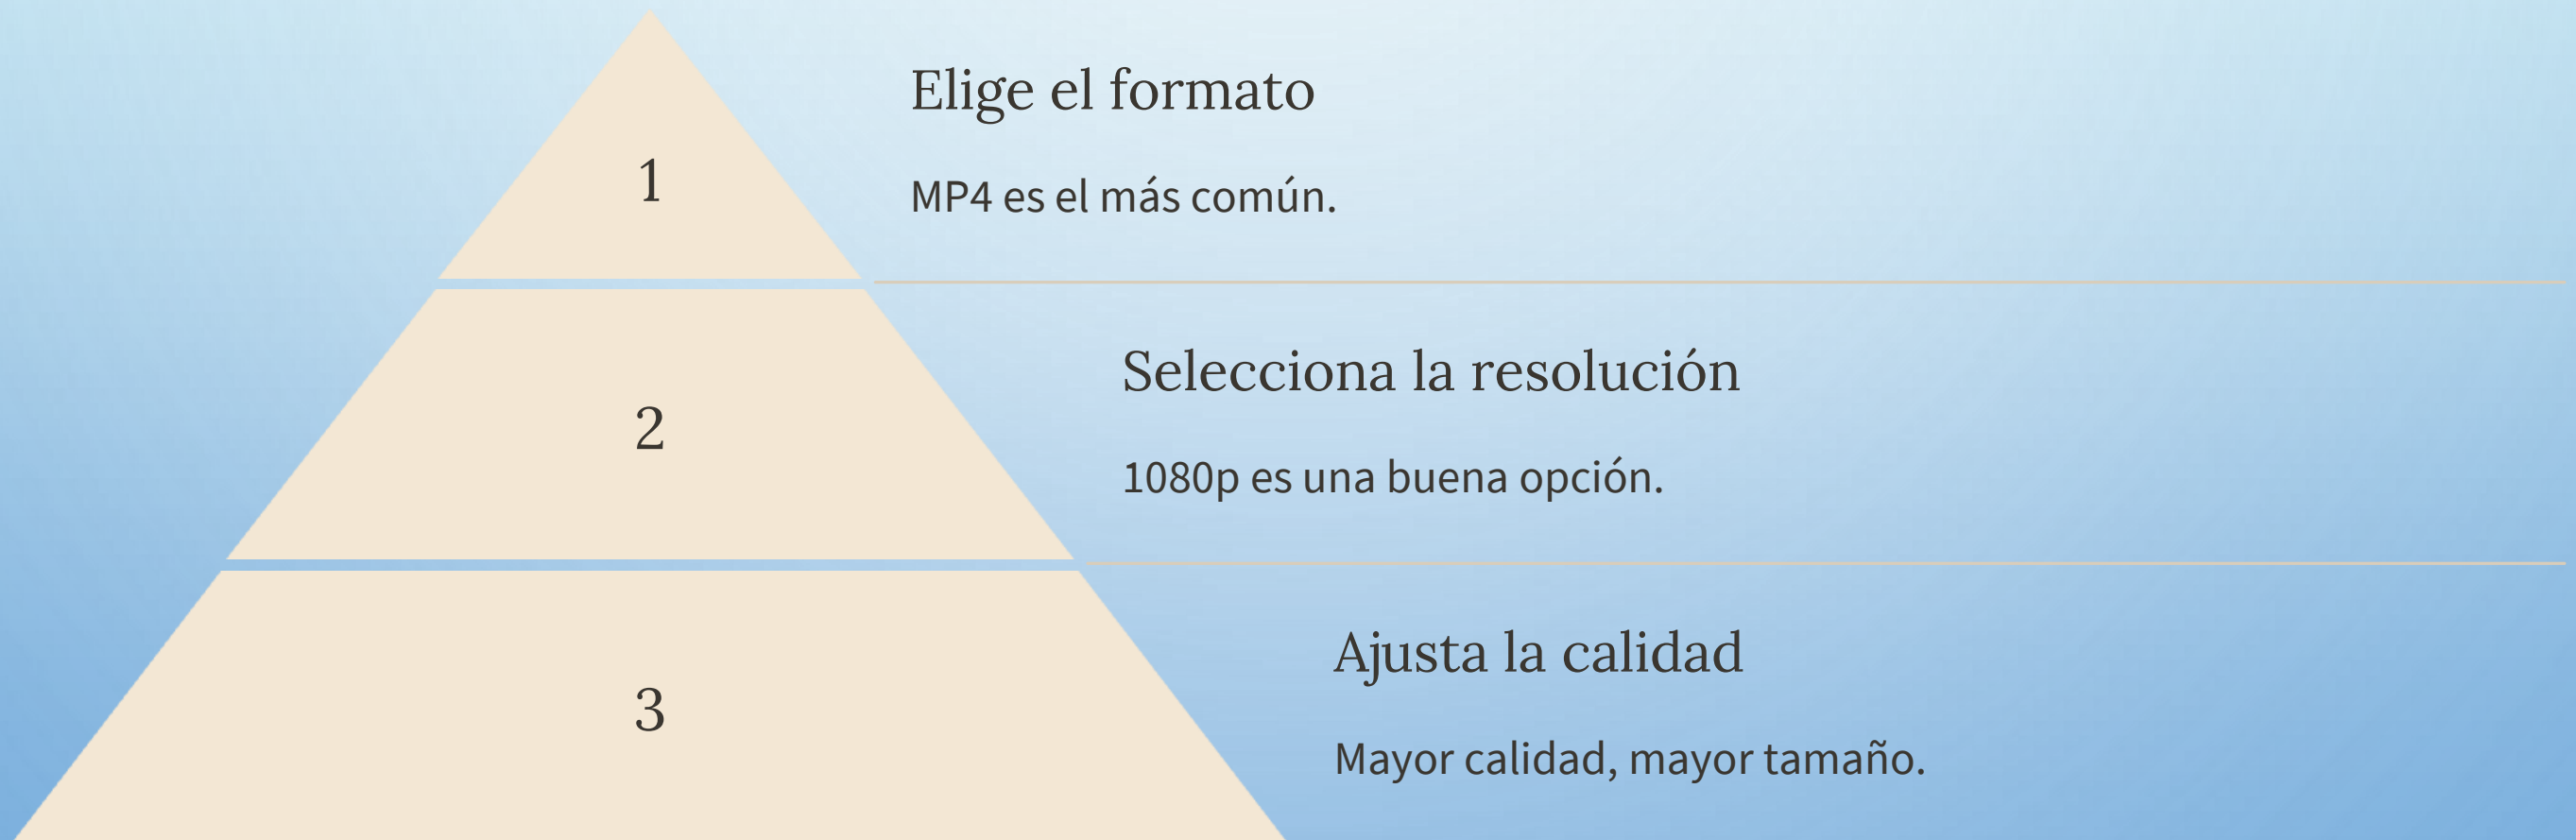 1
Elige el formato
MP4 es el más común.
2
Selecciona la resolución
1080p es una buena opción.
3
Ajusta la calidad
Mayor calidad, mayor tamaño.